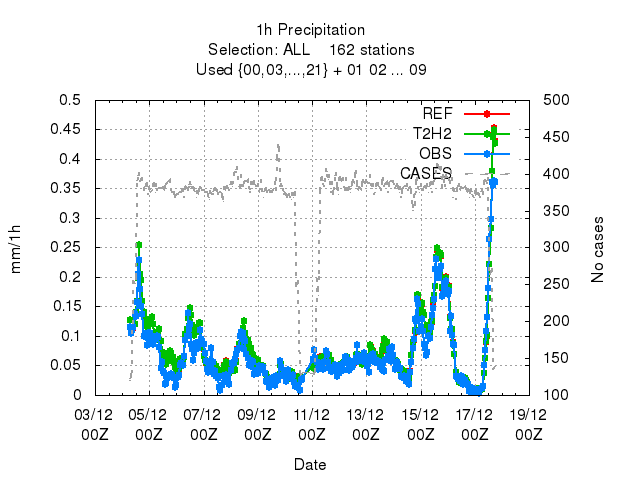 1h Precipitation
Selection: ALL 162 stations
Used {00,03,...,21} + 01 02 ... 09
0.5
0.45
0.4
0.35
0.3
0.25
0.2
0.15
0.1
0.05
0
500
450
400
350
300
250
200
150
100
REF
T2H2
OBS
CASES
mm/1h
No cases
03/12 05/12 07/12 09/12 11/12 13/12 15/12 17/12 19/12
00Z 00Z 00Z 00Z 00Z 00Z 00Z 00Z 00Z
Date